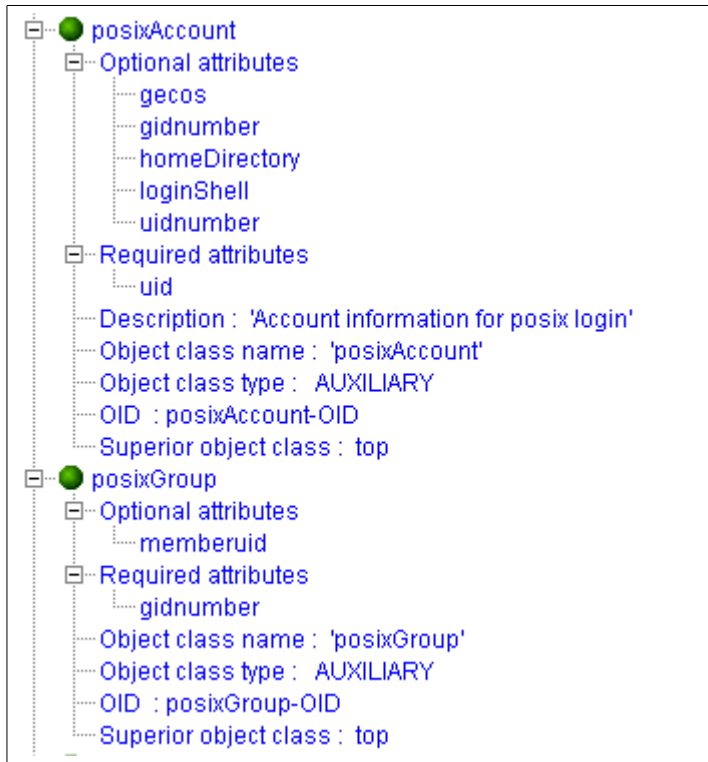 posixAccount
Optional attributes
gecos
gidnumber
homeDirectory
loginShell
uidnumber
Required attributes
uid
Description : 'Account information for posix login'
Object class name : 'posixAccount'
Object class type : AUXILIARY
OID : posixAccount-OID
Superior object class : top
posixGroup
Optional attributes
memberuid
Required attributes
gidnumber
Object class name : 'posixGroup'
Object class type : AUXILIARY
OID : posixGroup-OID
Superior object class : top